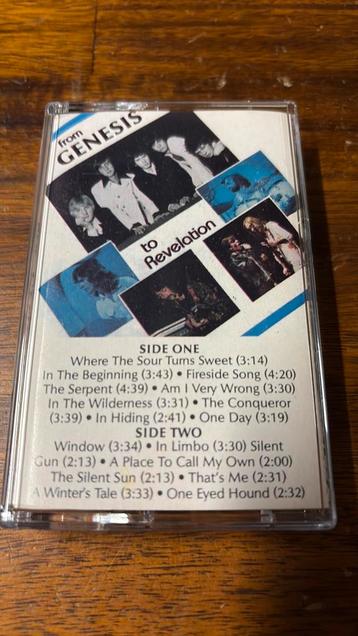 from
GENESIS
to
Revelation
SIDE ONE
Where The Sour Turns Sweet (3:14)
In The Beginning (3:43) • Fireside Song (4:20)
The Serpent (4:39) • Am I Very Wrong (3:30)
In The Wilderness (3:31) • The Conqueror
(3:39) • In Hiding (2:41) • One Day (3:19)
SIDE TWO
Window (3:34) • In Limbo (3:30) Silent
Gun (2:13) • A Place To Call My Own (2:00)
The Silent Sun (2:13) • That's Me (2:31)
A Winter's Tale (3:33) • One Eyed Hound (2:32)